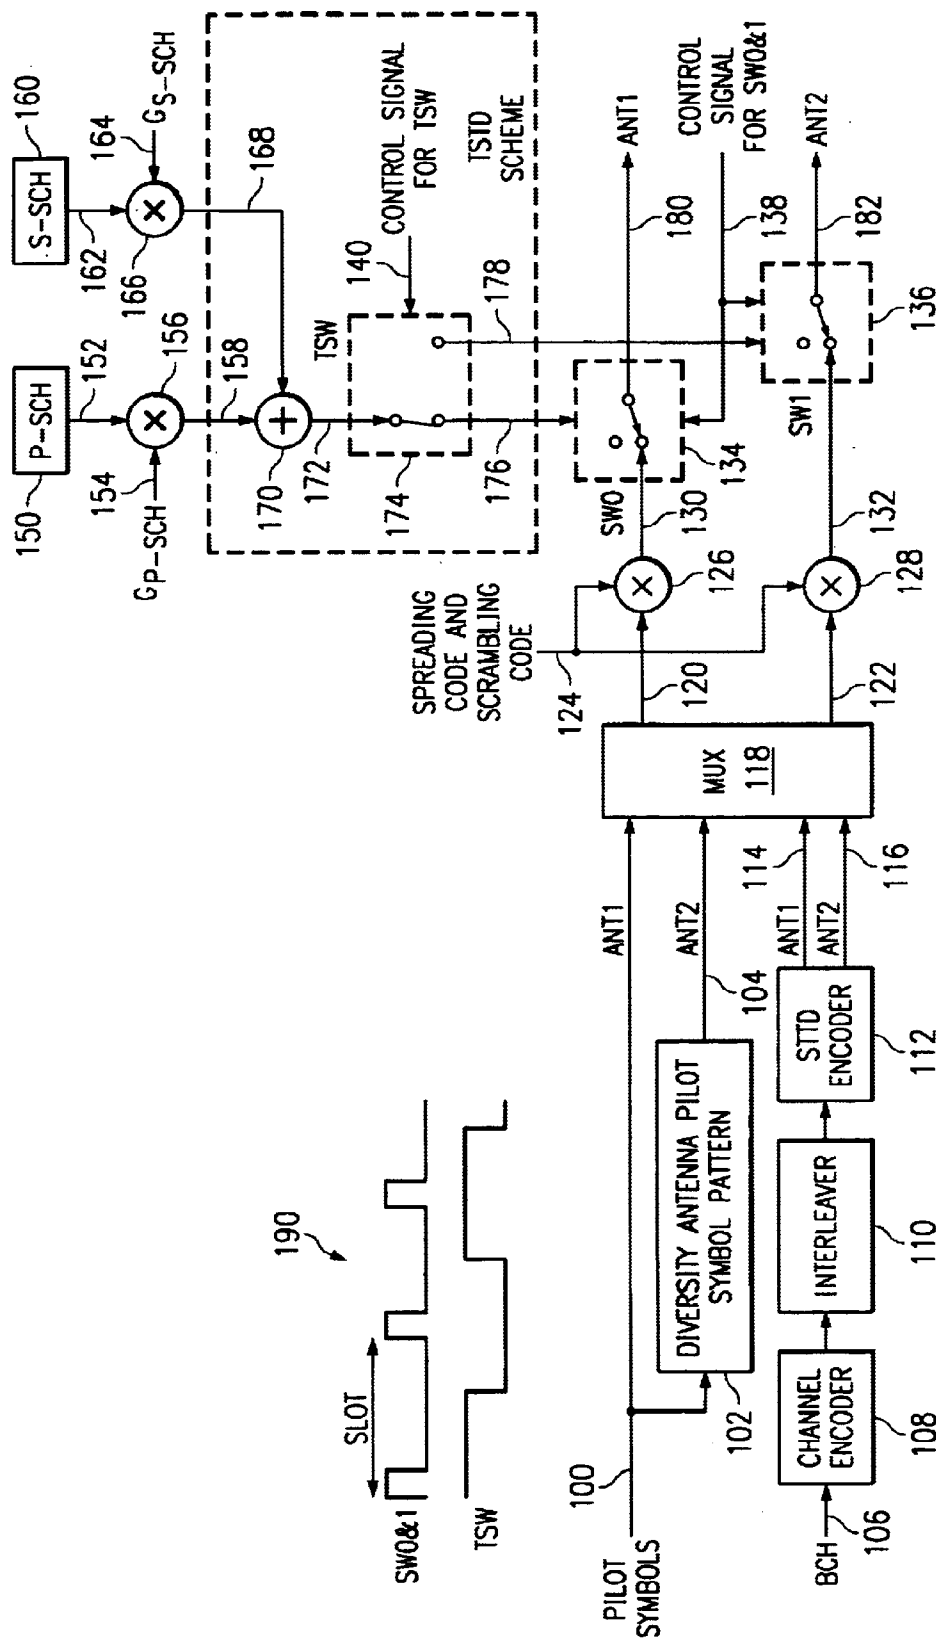 190
SLOT
SW0&1
TSW
PILOT
SYMBOLS
100
ANT1
DIVERSITY ANTENNA PILOT
SYMBOL PATTERN
102
104
ANT2
BCH
106
CHANNEL
ENCODER
108
INTERLEAVER
110
STTD
ENCODER
112
ANT1
ANT2
114
116
MUX
118
120
122
SPREADING
CODE AND
SCRAMBLING
CODE
124
126
128
130
132
150
P-SCH
152
154
GP-SCH
156
158
160
S-SCH
162
164
GS-SCH
166
168
170
172
TSW
174
140
CONTROL SIGNAL
FOR TSW
TSTD
SCHEME
176
178
SW0
134
SW1
136
180
ANT1
138
CONTROL
SIGNAL
FOR SW0&1
182
ANT2